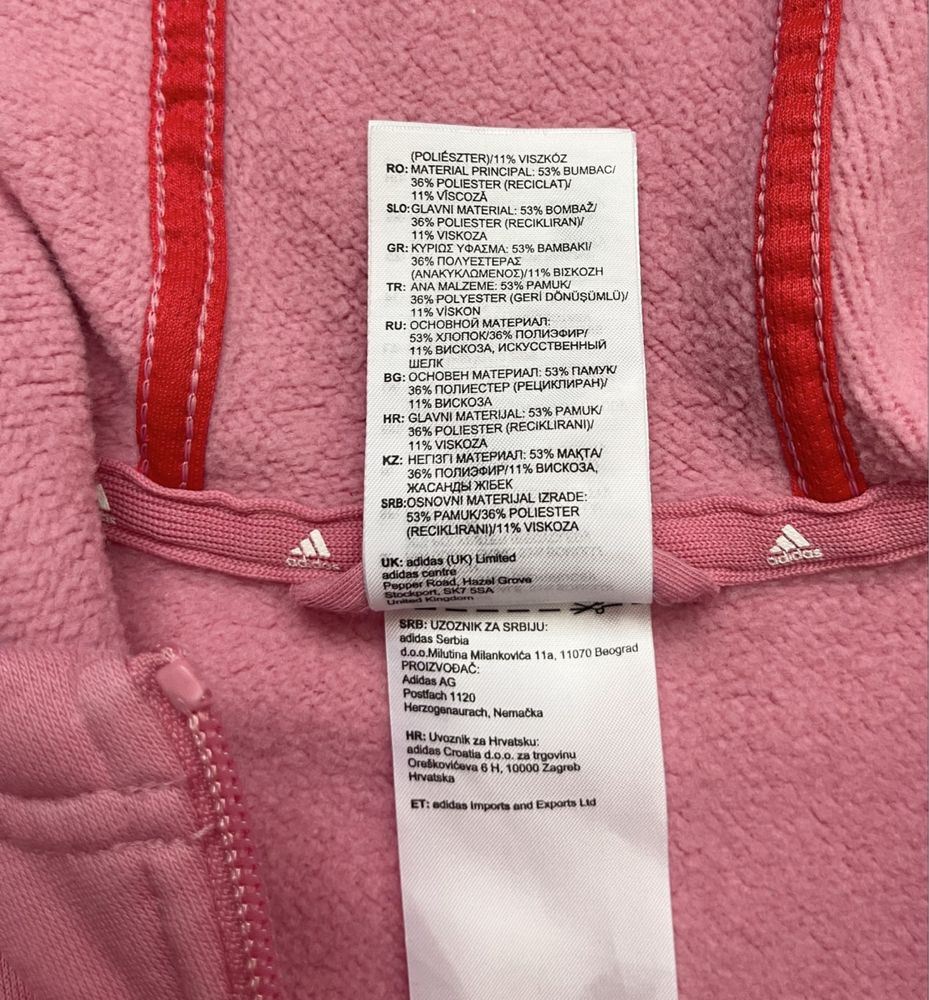 (POLIÉSZTER)/11% VISZKÓZ
RO: MATERIAL PRINCIPAL: 53% BUMBAC/
36% POLIESTER (RECICLAT)/
11% VÎSCOZĂ
SLO: GLAVNI MATERIAL: 53% BOMBAŽ/
36% POLIESTER (RECIKLIRAN)/
11% VISKOZA
GR: ΚΥΡΙΩΣ ΥΦΑΣΜΑ: 53% ΒΑΜΒΑΚΙ/
36% ΠΟΛΥΕΣΤΕΡΑΣ
(ΑΝΑΚΥΚΛΩΜΕΝΟΣ)/11% ΒΙΣΚΟΖΗ
TR: ANA MALZEME: 53% PAMUK/
36% POLYESTER (GERİ DÖNÜŞÜMLÜ)/
11% VİSKON
RU: ОСНОВНОЙ МАТЕРИАЛ:
53% ХЛОПОК/36% ПОЛИЭФИР/
11% ВИСКОЗА, ИСКУССТВЕННЫЙ
ШЕЛК
BG: ОСНОВЕН МАТЕРИАЛ: 53% ПАМУК/
36% ПОЛИЕСТЕР (РЕЦИКЛИРАН)/
11% ВИСКОЗА
HR: GLAVNI MATERIJAL: 53% PAMUK/
36% POLIESTER (RECIKLIRANI)/
11% VISKOZA
KZ: НЕГІЗГІ МАТЕРИАЛ: 53% МАҚТА/
36% ПОЛИЭФИР/11% ВИСКОЗА,
ЖАСАНДЫ ЖІБЕК
SRB: OSNOVNI MATERIJAL IZRADE:
53% PAMUK/36% POLIESTER
(RECIKLIRANI)/11% VISKOZA
UK: adidas (UK) Limited
adidas centre
Pepper Road, Hazel Grove
Stockport, SK7 5SA
United Kingdom
adidas
adidas
SRB: UZOZNIK ZA SRBIJU:
adidas Serbia
d.o.o.Milutina Milankovića 11a, 11070 Beograd
PROIZVOĐAČ:
Adidas AG
Postfach 1120
Herzogenaurach, Nemačka
HR: Uvoznik za Hrvatsku:
adidas Croatia d.o.o. za trgovinu
Oreškovićeva 6 H, 10000 Zagreb
Hrvatska
ET: adidas Imports and Exports Ltd